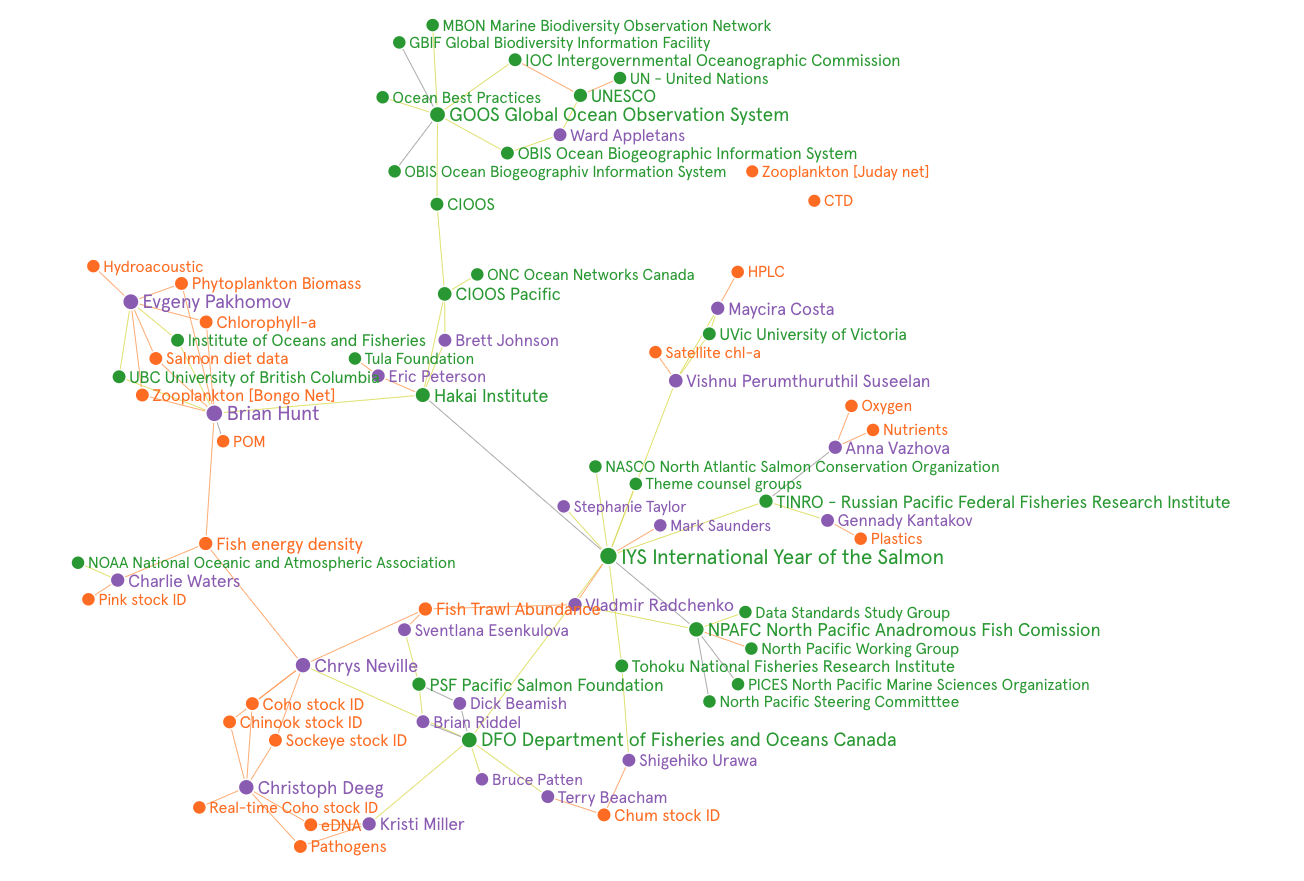 MBON Marine Biodiversity Observation Network
GBIF Global Biodiversity Information Facility
IOC Intergovernmental Oceanographic Commission
UN - United Nations
Ocean Best Practices
UNESCO
GOOS Global Ocean Observation System
Ward Appletans
OBIS Ocean Biogeographic Information System
OBIS Ocean Biogeographiv Information System
Zooplankton [Juday net]
CTD
CIOOS
Hydroacoustic
ONC Ocean Networks Canada
HPLC
Phytoplankton Biomass
CIOOS Pacific
Evgeny Pakhomov
Maycira Costa
Chlorophyll-a
UVic University of Victoria
Institute of Oceans and Fisheries
Brett Johnson
Satellite chl-a
Salmon diet data
Tula Foundation
UBC University of British Columbia
Eric Peterson
Vishnu Perumthuruthil Suseelan
Zooplankton [Bongo Net]
Hakai Institute
Oxygen
Brian Hunt
Nutrients
POM
Anna Vazhova
NASCO North Atlantic Salmon Conservation Organization
Theme counsel groups
TINRO - Russian Pacific Federal Fisheries Research Institute
Stephanie Taylor
Gennady Kantakov
Mark Saunders
Plastics
Fish energy density
IYS International Year of the Salmon
NOAA National Oceanic and Atmospheric Association
Charlie Waters
Pink stock ID
Vladmir Radchenko
Fish Trawl Abundance
Data Standards Study Group
Sventlana Esenkulova
NPAFC North Pacific Anadromous Fish Comission
North Pacific Working Group
Chrys Neville
Tohoku National Fisheries Research Institute
PSF Pacific Salmon Foundation
PICES North Pacific Marine Sciences Organization
Coho stock ID
Dick Beamish
North Pacific Steering Committtee
Chinook stock ID
Brian Riddel
Sockeye stock ID
DFO Department of Fisheries and Oceans Canada
Shigehiko Urawa
Bruce Patten
Christoph Deeg
Terry Beacham
Real-time Coho stock ID
Chum stock ID
eDNA
Kristi Miller
Pathogens